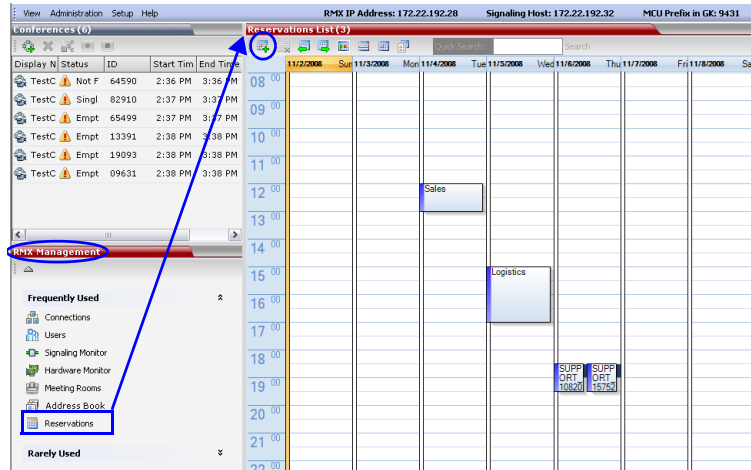 View Administration Setup Help RMX IP Address: 172.22.192.28 Signaling Host: 172.22.192.32 MCU Prefix in GK: 9431
Conferences (6)
Display N Status ID Start Tim End Time
TestC Not F 64590 2:36 PM 3:36 PM
TestC Singl 82910 2:37 PM 3:37 PM
TestC Empt 65499 2:37 PM 3:37 PM
TestC Empt 13391 2:38 PM 3:38 PM
TestC Empt 19093 2:38 PM 3:38 PM
TestC Empt 09631 2:38 PM 3:38 PM
RMX Management
Frequently Used
Connections
Users
Signaling Monitor
Hardware Monitor
Meeting Rooms
Address Book
Reservations
Rarely Used
Reservations List (3)
Quick Search: Search
11/2/2008 Sun 11/3/2008 Mon 11/4/2008 Tue 11/5/2008 Wed 11/6/2008 Thu 11/7/2008 Fri 11/8/2008 Sa
08 00
09 00
10 00
11 00
12 00
Sales
13 00
14 00
15 00
Logistics
16 00
17 00
18 00
SUPP SUPP
ORT_ ORT_
19 00
10820 15752
20 00
21 00
22 00